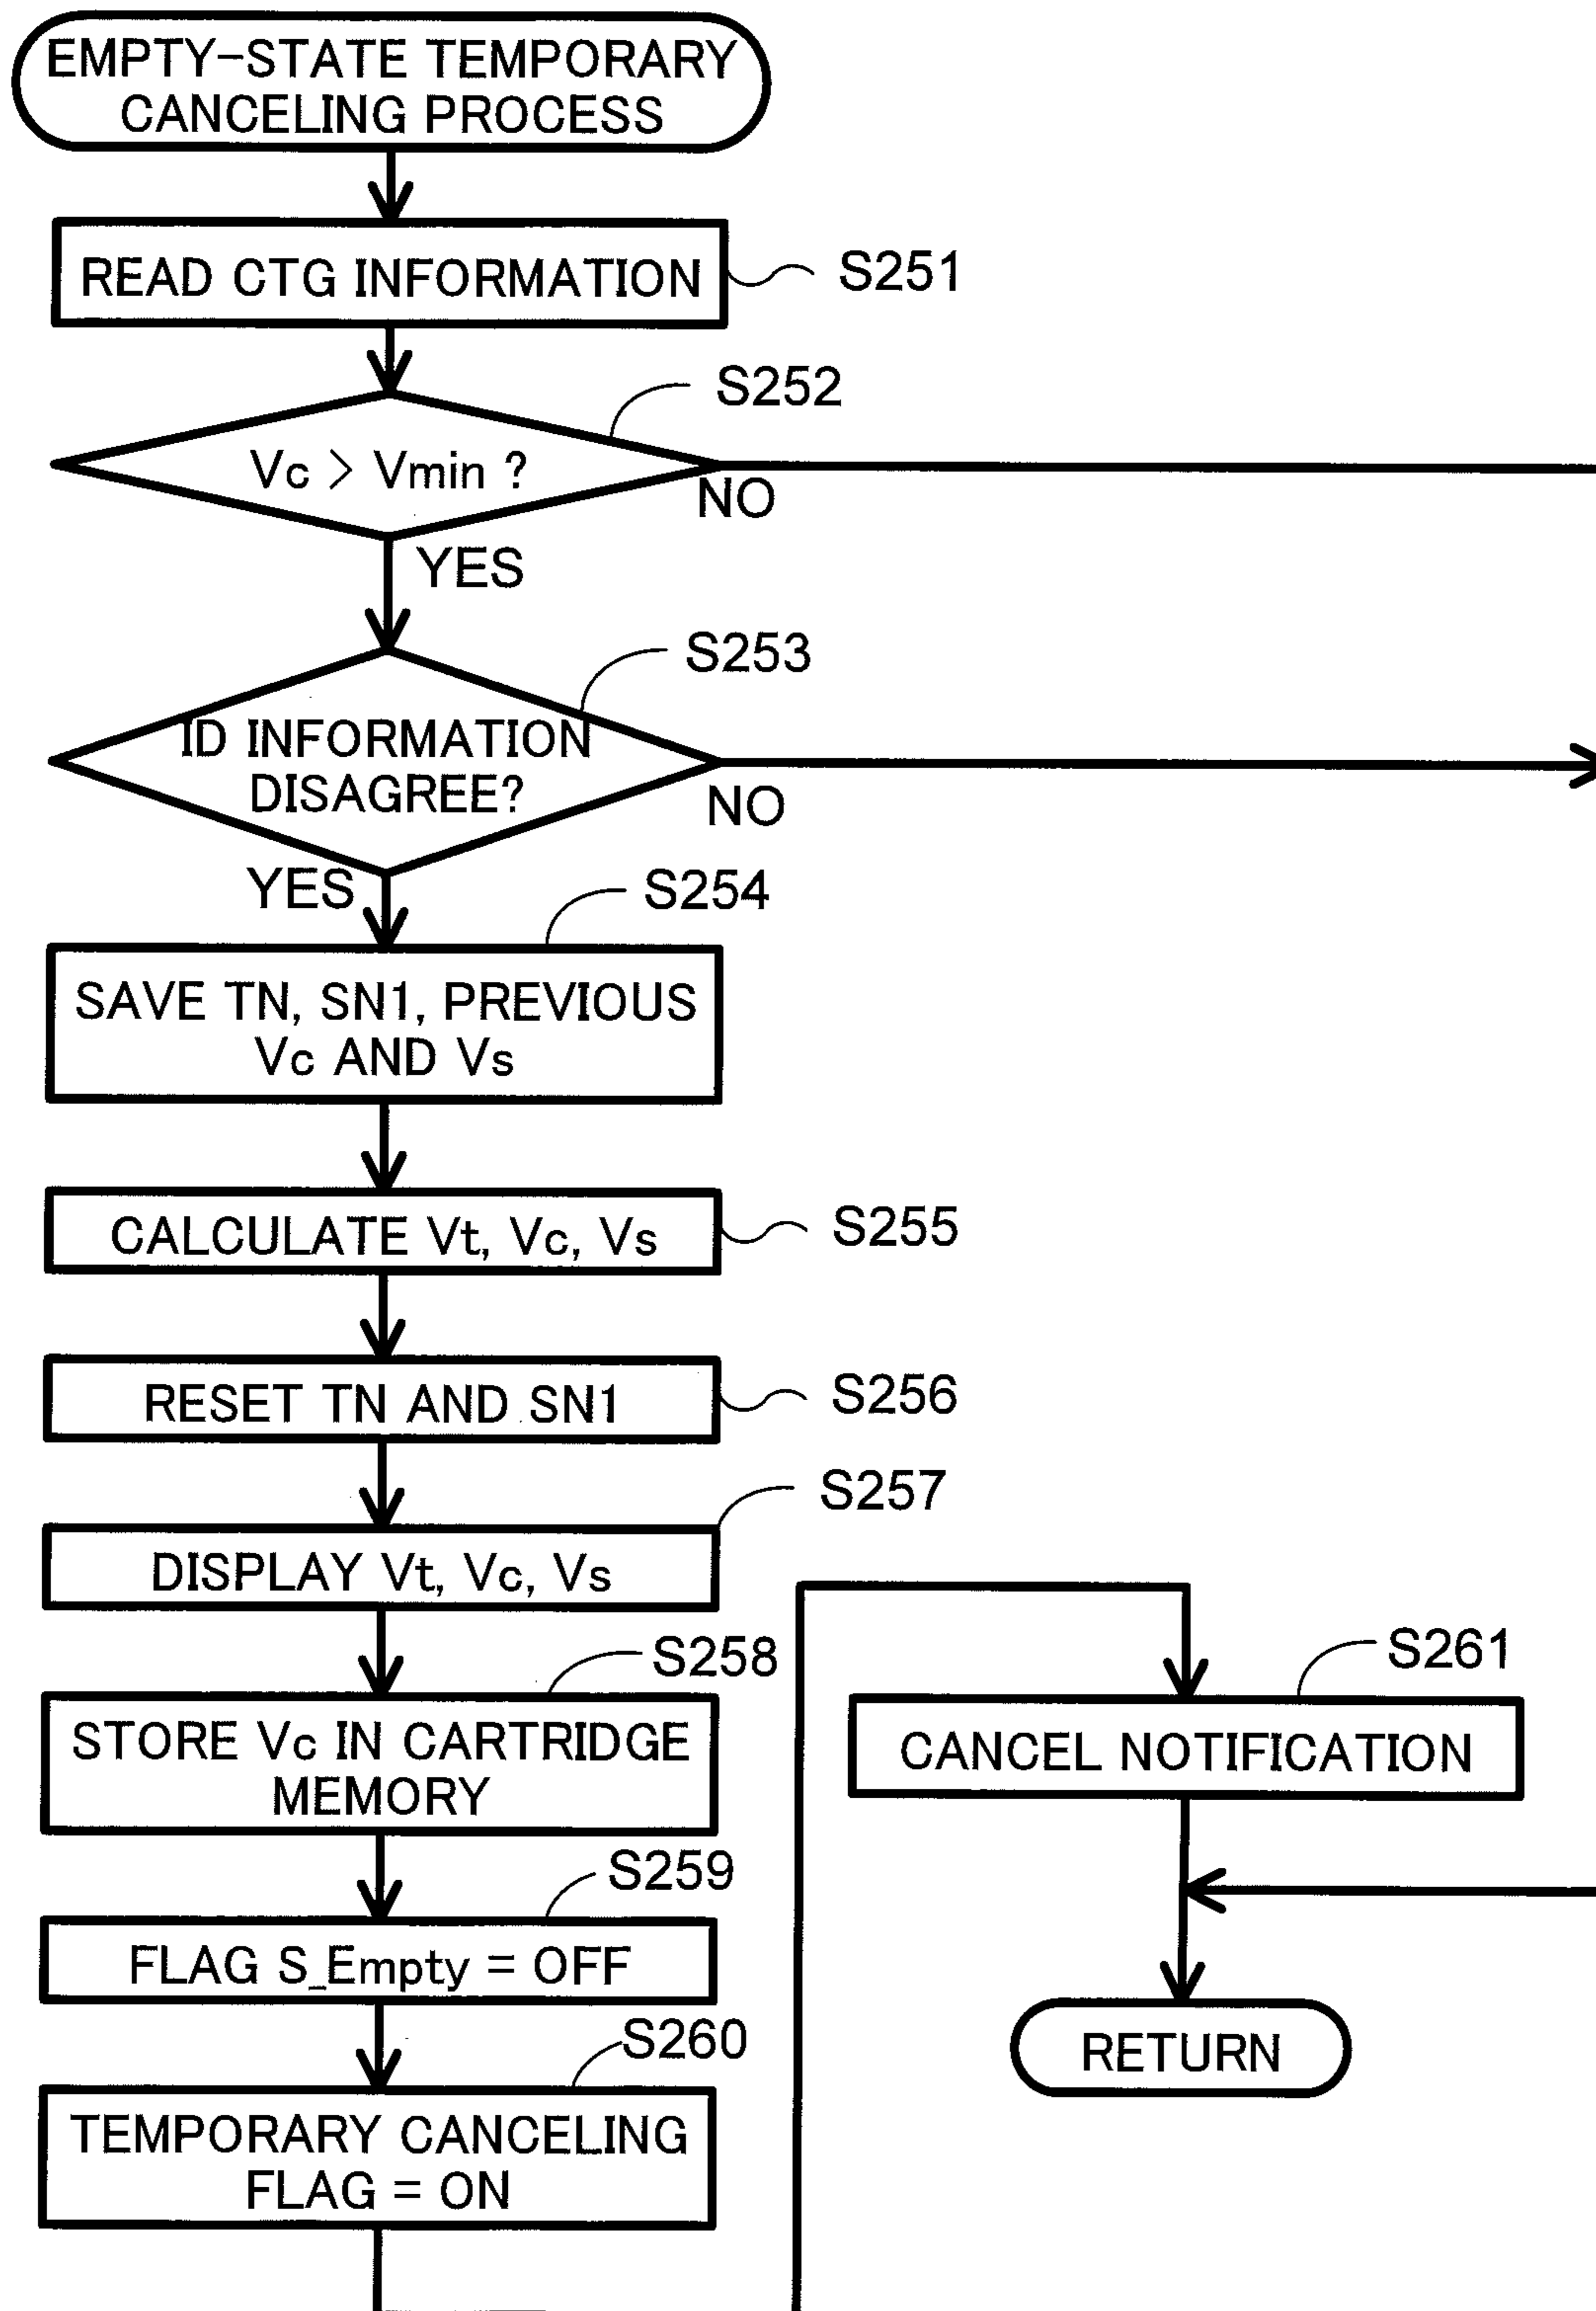 EMPTY-STATE TEMPORARY
CANCELING PROCESS
READ CTG INFORMATION
S251
S252
Vc > Vmin ?
NO
YES
S253
ID INFORMATION
DISAGREE?
NO
YES
S254
SAVE TN, SN1, PREVIOUS
Vc AND Vs
CALCULATE Vt, Vc, Vs
S255
RESET TN AND SN1
S256
S257
DISPLAY Vt, Vc, Vs
S258
STORE Vc IN CARTRIDGE
MEMORY
S259
FLAG S_Empty = OFF
S260
TEMPORARY CANCELING
FLAG = ON
S261
CANCEL NOTIFICATION
RETURN